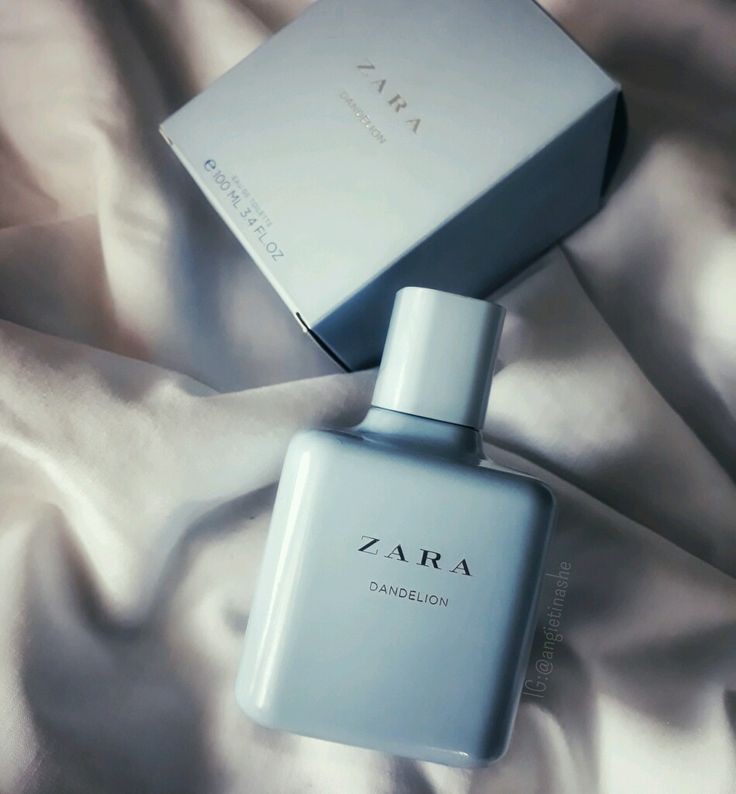 ZARA
DANDELION
EAU DE TOILETTE
e 100 ML 3.4 FL.OZ
ZARA
DANDELION
IG:@angietinashe